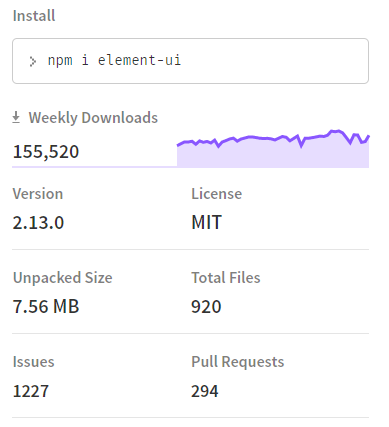 Install
> npm i element-ui
Weekly Downloads
155,520
Version
License
2.13.0
MIT
Unpacked Size
Total Files
7.56 MB
920
Issues
Pull Requests
1227
294